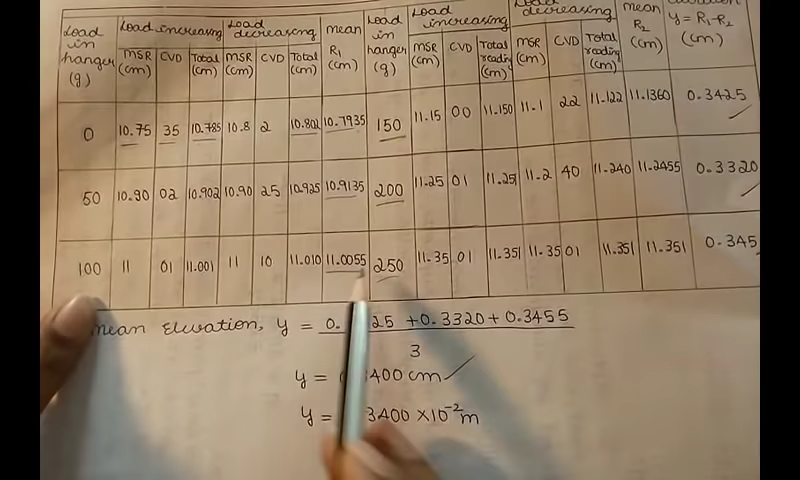 Load in hanger (g) Load increasing Load decreasing mean R₁ (cm) Load in hanger (g) Load increasing decreasing mean R₂ (cm) y = R₁-R₂ (cm)
MSR (cm) CVD Total (cm) MSR (cm) CVD Total (cm) MSR (cm) CVD Total reading (cm) MSR (cm) CVD Total reading (cm)
0 10.75 35 10.785 10.8 2 10.802 10.7935 150 11.15 00 11.150 11.1 22 11.122 11.1360 0.3425
50 10.90 02 10.902 10.90 25 10.925 10.9135 200 11.25 01 11.251 11.2 40 11.240 11.2455 0.3320
100 11 01 11.001 11 10 11.010 11.0055 250 11.35 01 11.351 11.35 01 11.351 11.351 0.345
mean Elevation, y = 0. 25 + 0.3320 + 0.3455
3
y = 400 cm
y = 3400 × 10⁻² m